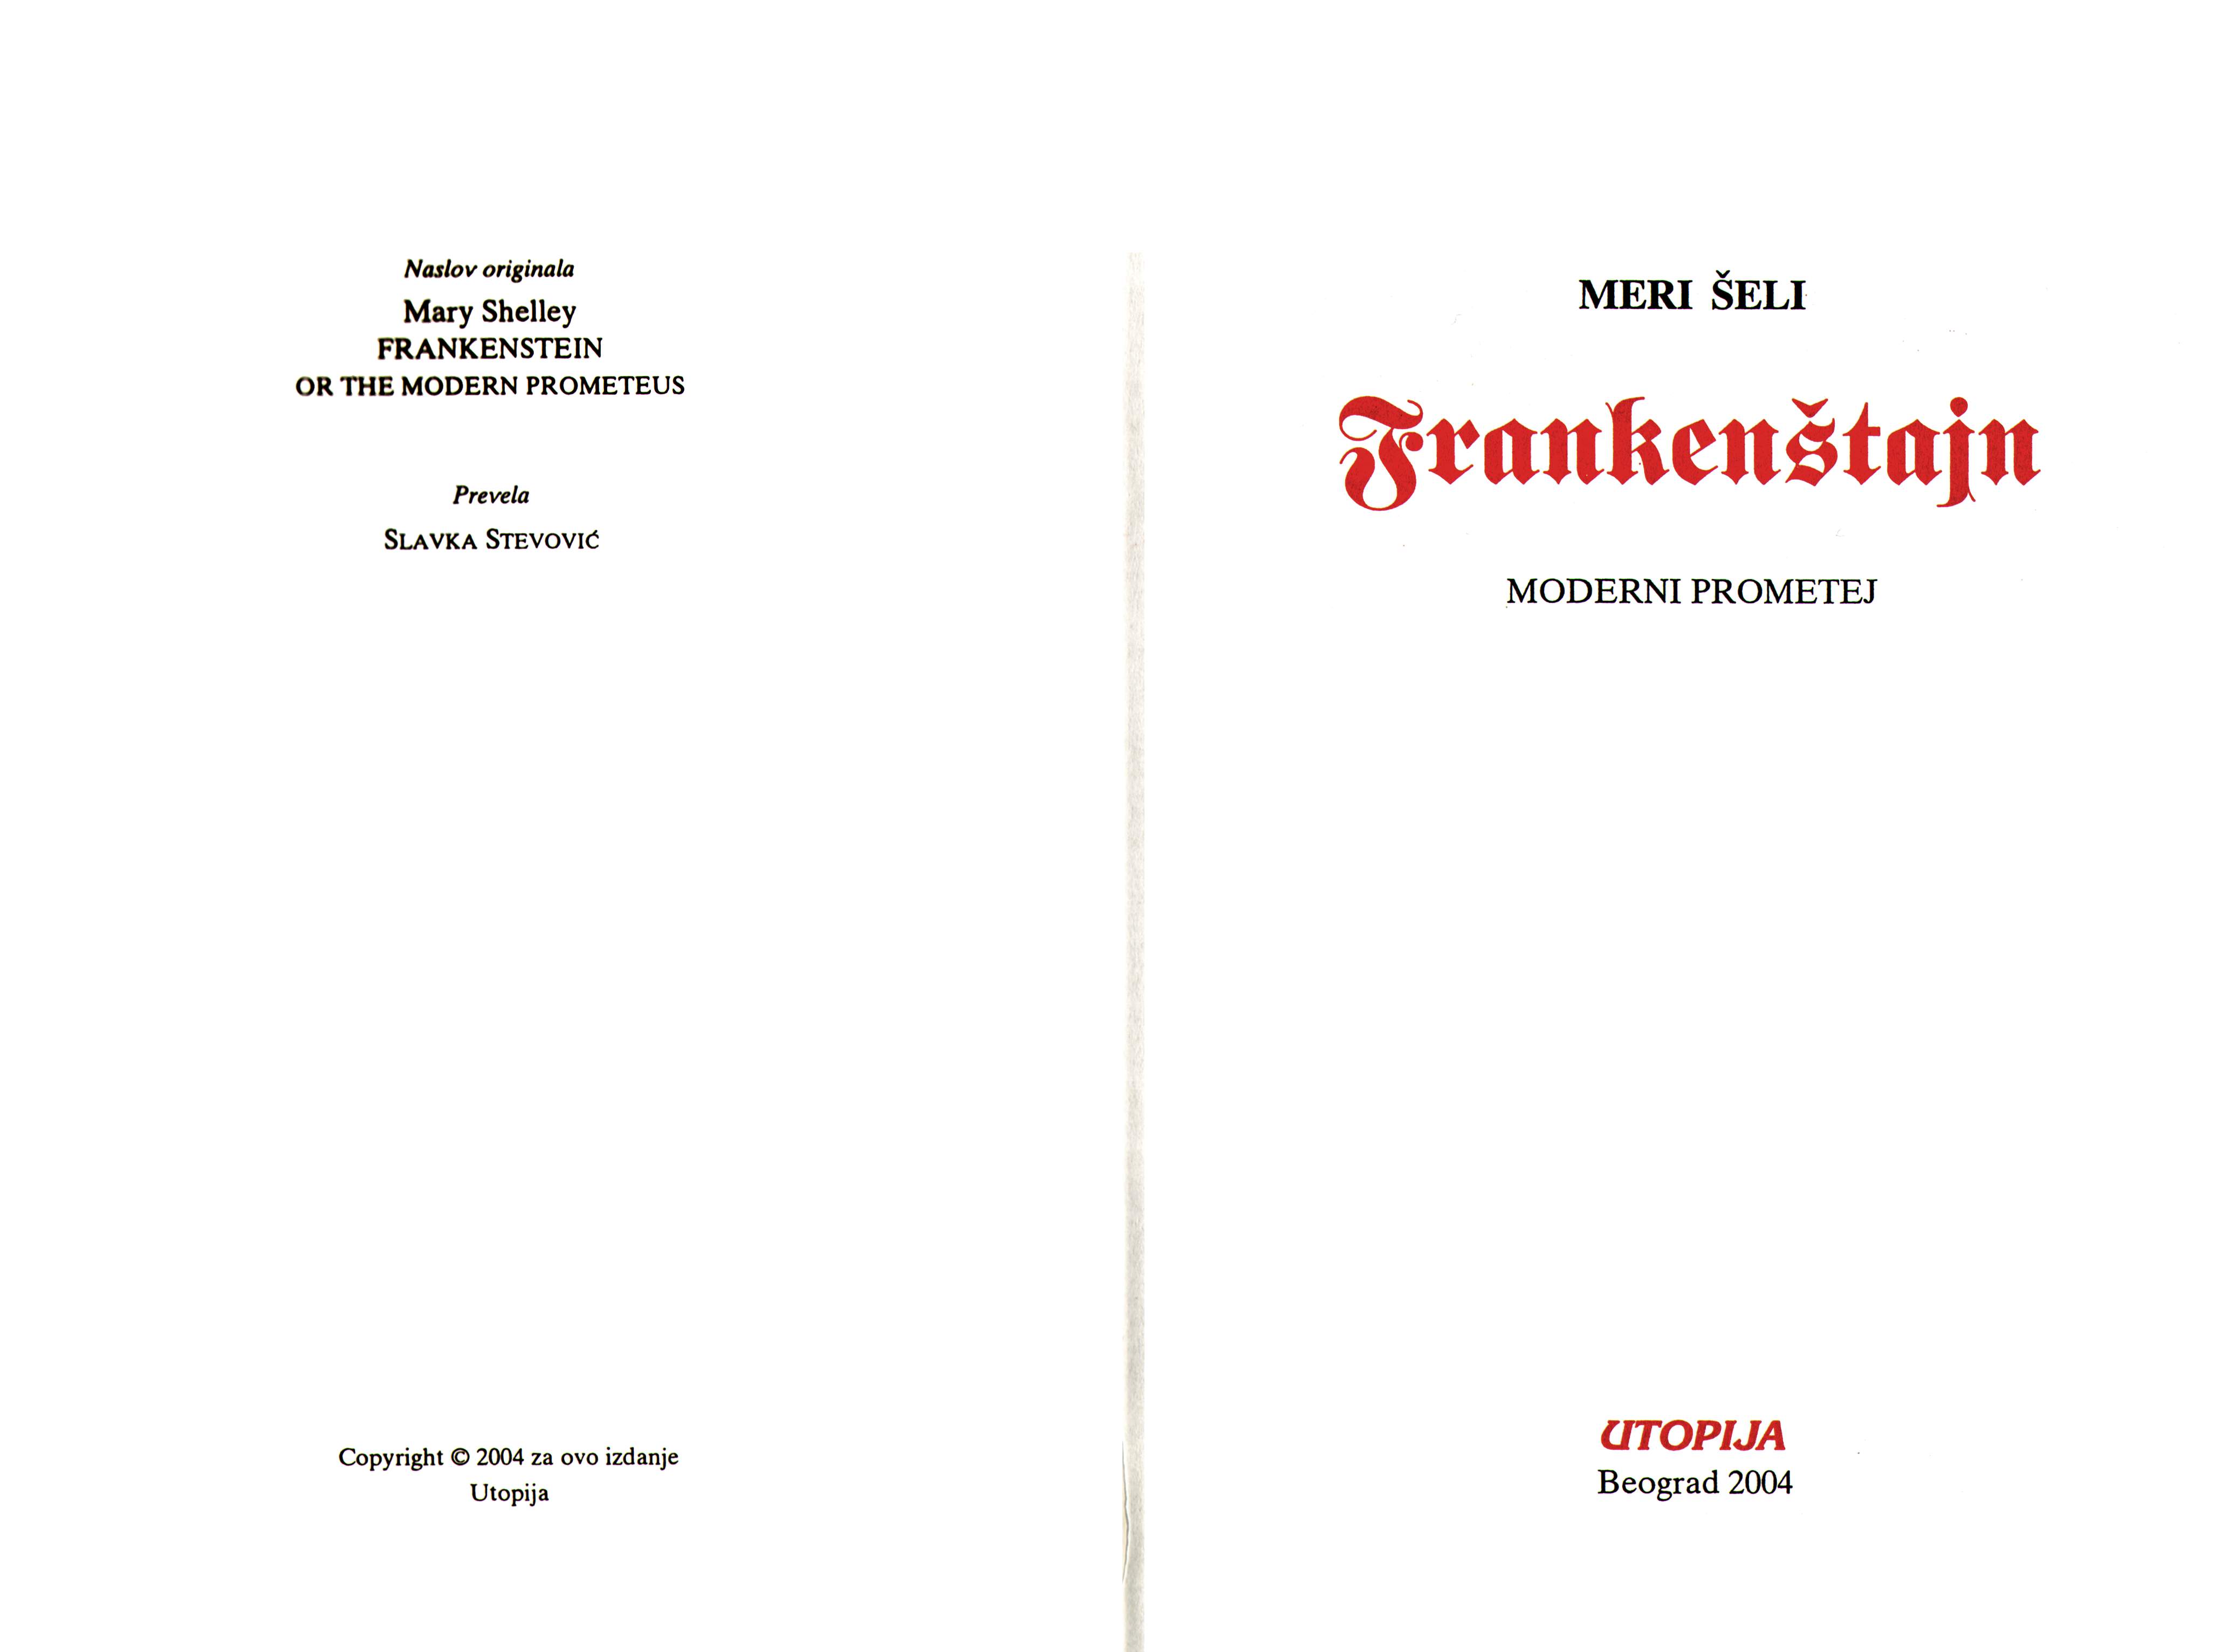 Naslov originala
Mary Shelley
FRANKENSTEIN
OR THE MODERN PROMETEUS
Prevela
SLAVKA STEVOVIĆ
Copyright © 2004 za ovo izdanje
Utopija
MERI ŠELI
Frankenštajn
MODERNI PROMETEJ
UTOPIJA
Beograd 2004